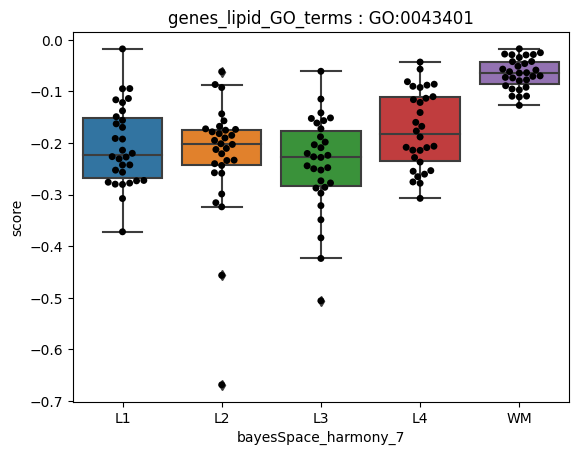 genes_lipid_GO_terms : GO:0043401
0.0
−0.1
−0.2
−0.3
−0.4
−0.5
−0.6
−0.7
score
L1 L2 L3 L4 WM
bayesSpace_harmony_7